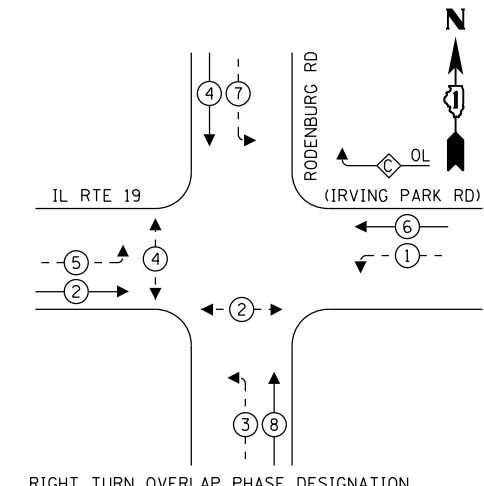 N
1
RODENBURG RD
4 7
C OL
IL RTE 19
(IRVING PARK RD)
6
5 4 1
2
2
3 8
RIGHT TURN OVERLAP PHASE DESIGNATION